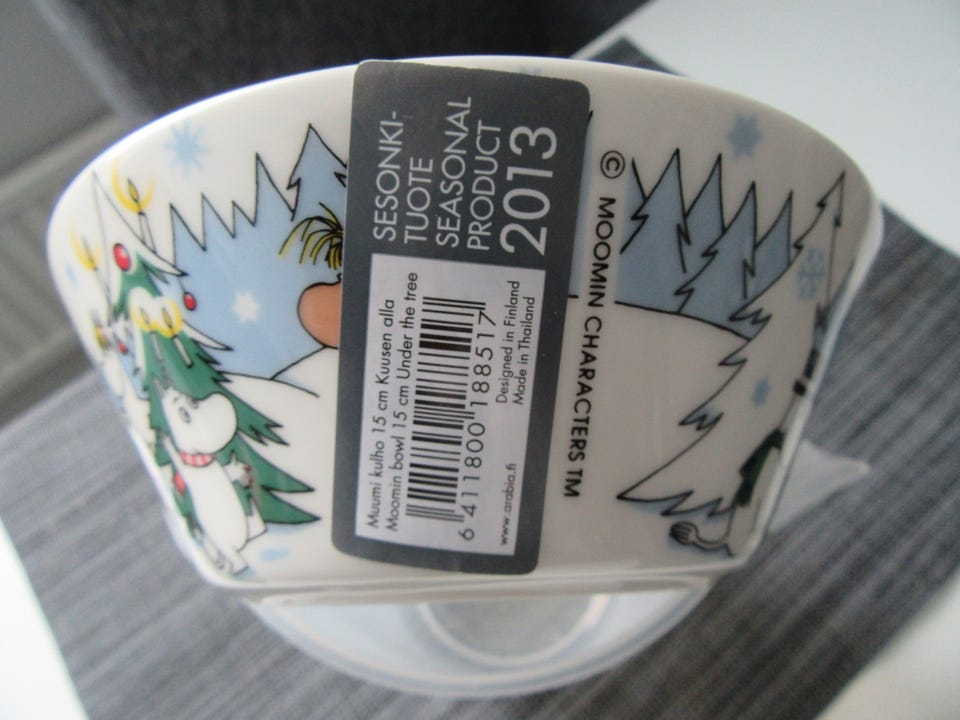 SESONKI-
TUOTE
SEASONAL
PRODUCT
2013
Muumi kulho 15 cm Kuusen alla
Moomin bowl 15 cm Under the tree
6 411800 188517
Designed in Finland
Made in Thailand
www.arabia.fi
© MOOMIN CHARACTERS TM